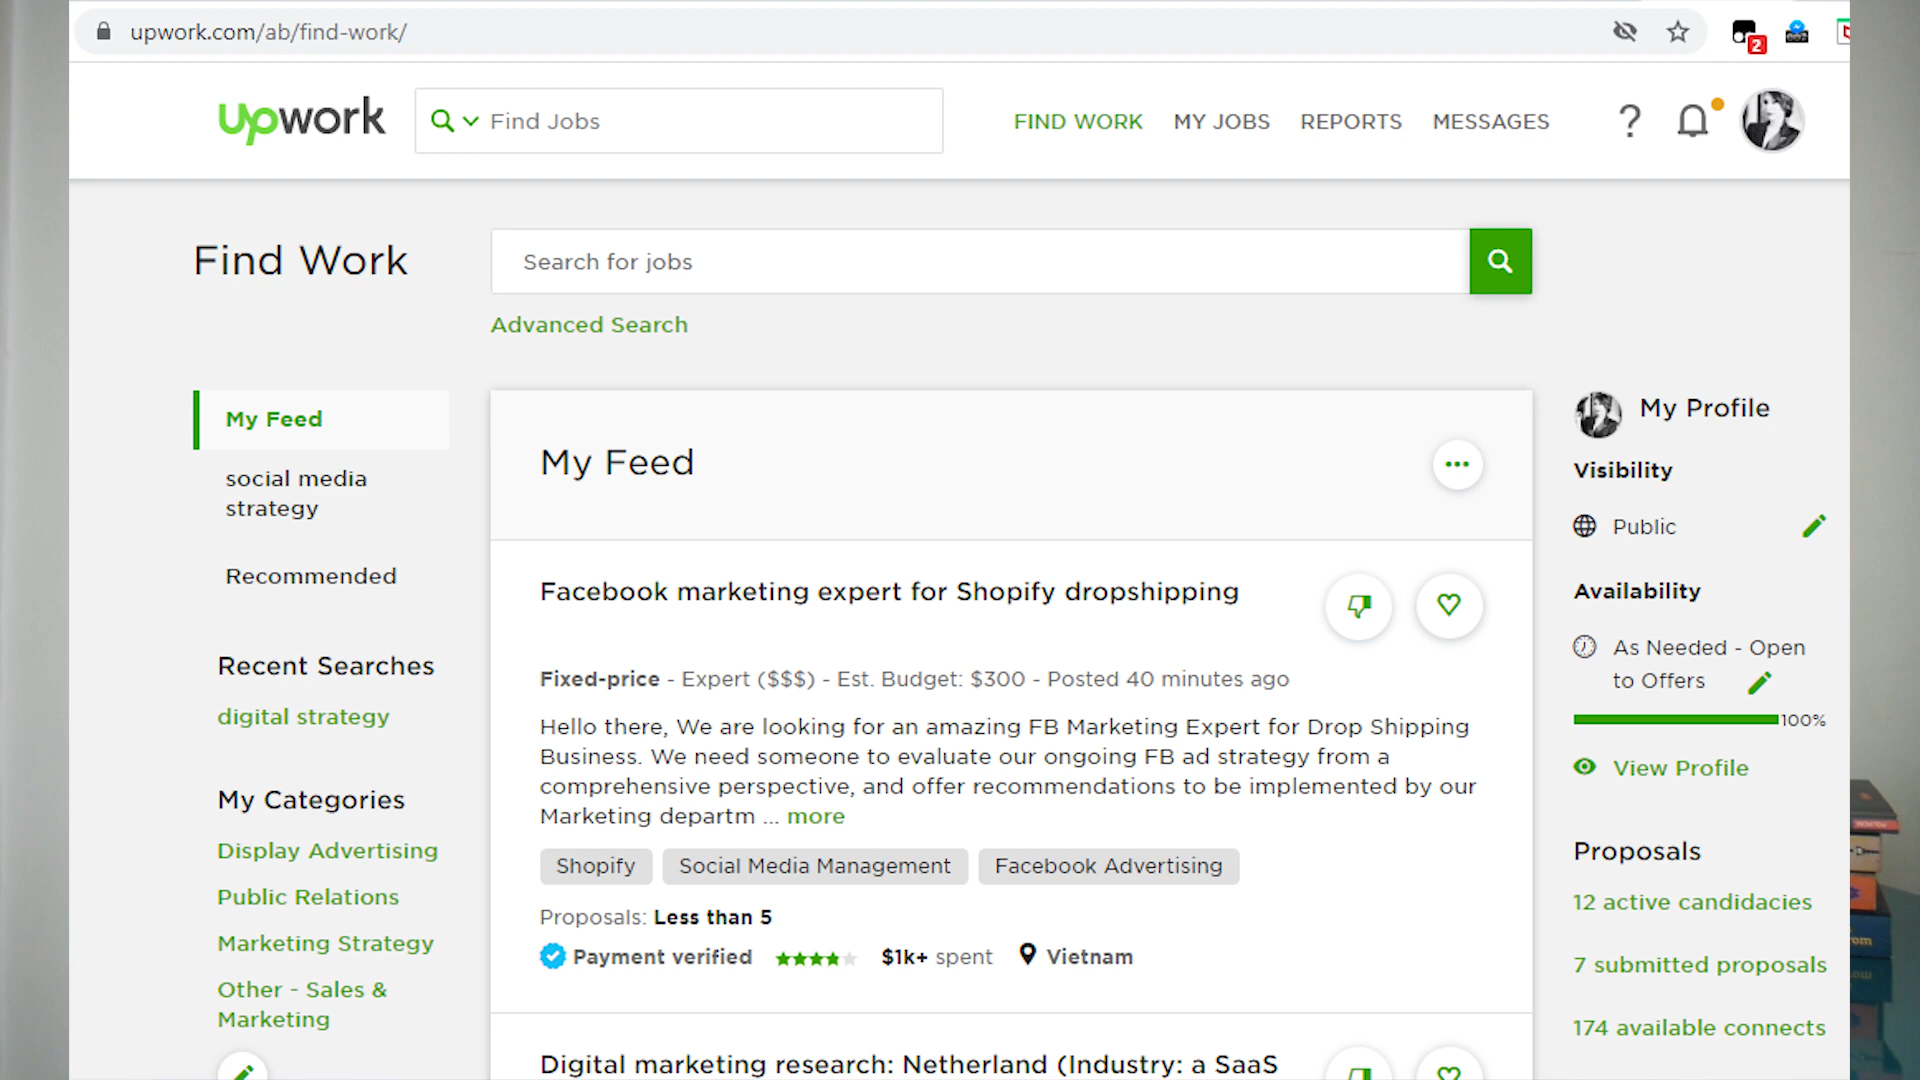 upwork.com/ab/find-work/
2
upwork
Find Jobs
FIND WORK
MY JOBS
REPORTS
MESSAGES
?
Find Work
Search for jobs
Advanced Search
My Feed
social media
strategy
Recommended
Recent Searches
digital strategy
My Categories
Display Advertising
Public Relations
Marketing Strategy
Other - Sales &
Marketing
My Feed
Facebook marketing expert for Shopify dropshipping
Fixed-price - Expert ($$$) - Est. Budget: $300 - Posted 40 minutes ago
Hello there, We are looking for an amazing FB Marketing Expert for Drop Shipping
Business. We need someone to evaluate our ongoing FB ad strategy from a
comprehensive perspective, and offer recommendations to be implemented by our
Marketing departm ... more
Shopify
Social Media Management
Facebook Advertising
Proposals: Less than 5
Payment verified
$1k+ spent
Vietnam
Digital marketing research: Netherland (Industry: a SaaS
My Profile
Visibility
Public
Availability
As Needed - Open
to Offers
100%
View Profile
Proposals
12 active candidacies
7 submitted proposals
174 available connects